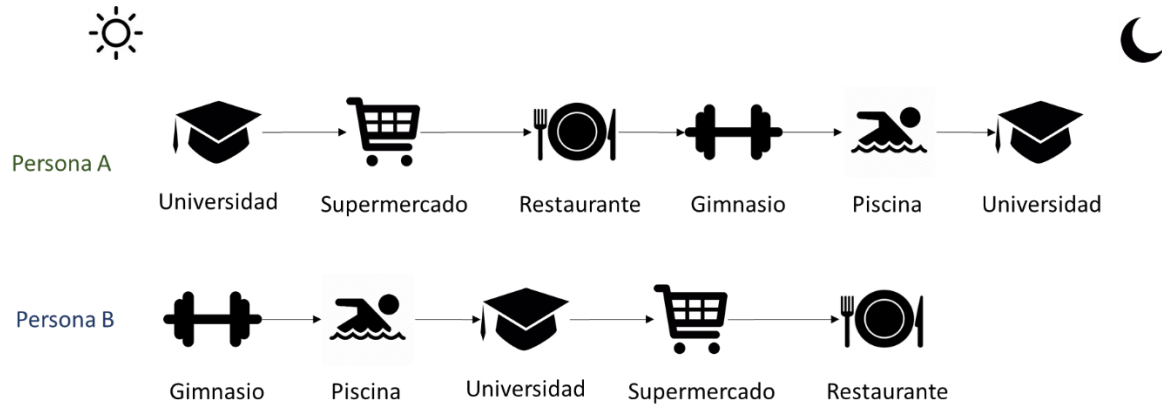 Persona A
Universidad Supermercado Restaurante Gimnasio Piscina Universidad
Persona B
Gimnasio Piscina Universidad Supermercado Restaurante